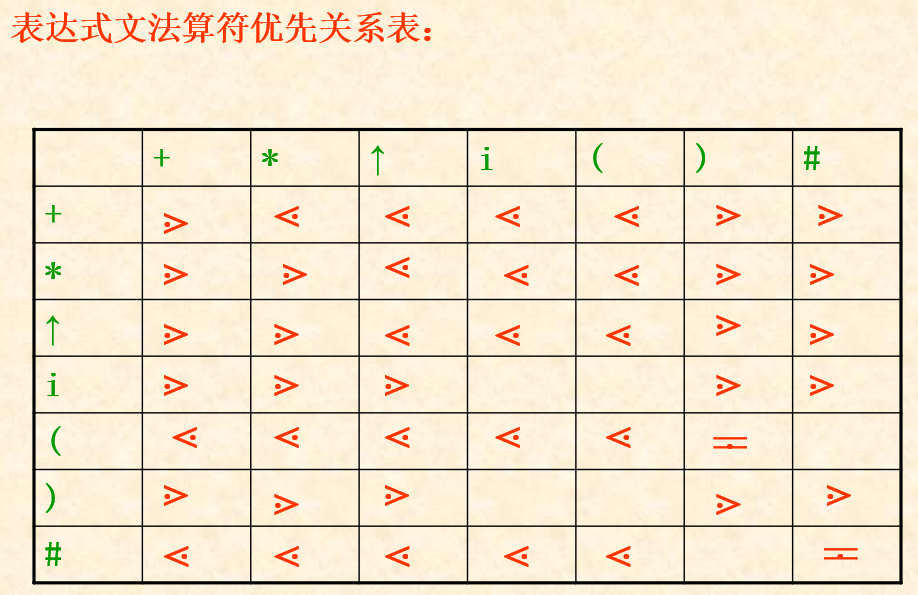 表达式文法算符优先关系表：
+ * ↑ i ( ) #
+ ⋗ ⋖ ⋖ ⋖ ⋖ ⋗ ⋗
* ⋗ ⋗ ⋖ ⋖ ⋖ ⋗ ⋗
↑ ⋗ ⋗ ⋖ ⋖ ⋖ ⋗ ⋗
i ⋗ ⋗ ⋗ ⋗ ⋗
( ⋖ ⋖ ⋖ ⋖ ⋖ ≖
) ⋗ ⋗ ⋗ ⋗ ⋗
# ⋖ ⋖ ⋖ ⋖ ⋖ ≖